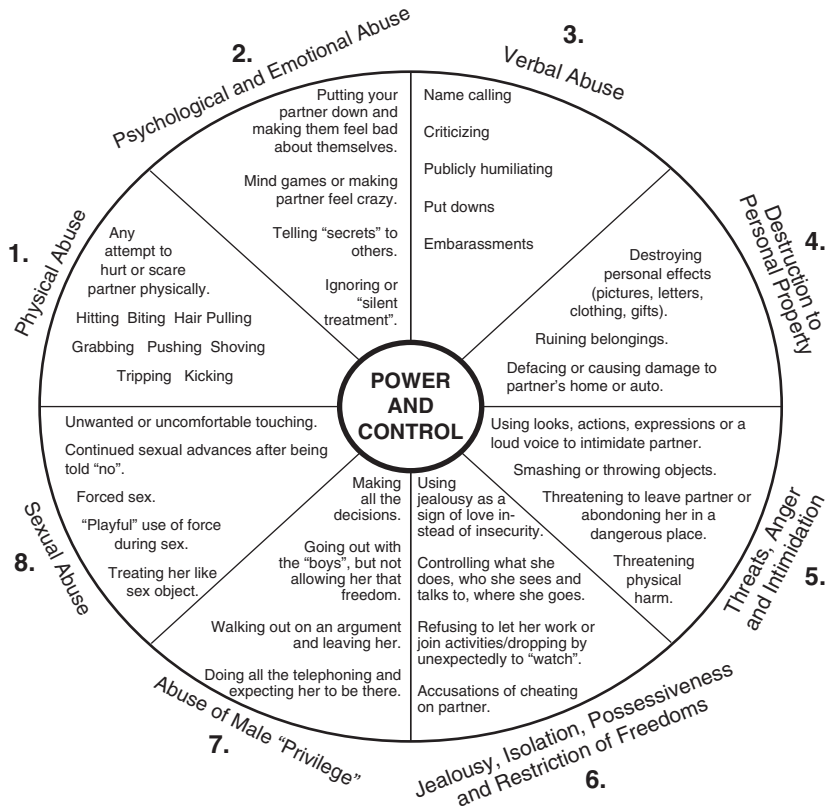 1.
Physical Abuse
Any
attempt to
hurt or scare
partner physically.
Hitting Biting Hair Pulling
Grabbing Pushing Shoving
Tripping Kicking
2.
Psychological and Emotional Abuse
Putting your
partner down and
making them feel bad
about themselves.
Mind games or making
partner feel crazy.
Telling “secrets” to
others.
Ignoring or
“silent
treatment”.
3.
Verbal Abuse
Name calling
Criticizing
Publicly humiliating
Put downs
Embarassments
4.
Destruction to
Personal Property
Destroying
personal effects
(pictures, letters,
clothing, gifts).
Ruining belongings.
Defacing or causing damage to
partner’s home or auto.
POWER
AND
CONTROL
5.
Threats, Anger
and Intimidation
Using looks, actions, expressions or a
loud voice to intimidate partner.
Smashing or throwing objects.
Threatening to leave partner or
abondoning her in a
dangerous place.
Threatening
physical
harm.
6.
Jealousy, Isolation, Possessiveness
and Restriction of Freedoms
Using
jealousy as a
sign of love in-
stead of insecurity.
Controlling what she
does, who she sees and
talks to, where she goes.
Refusing to let her work or
join activities/dropping by
unexpectedly to “watch”.
Accusations of cheating
on partner.
7.
Abuse of Male “Privilege”
Making
all the
decisions.
Going out with
the “boys”, but not
allowing her that
freedom.
Walking out on an argument
and leaving her.
Doing all the telephoning and
expecting her to be there.
8.
Sexual Abuse
Unwanted or uncomfortable touching.
Continued sexual advances after being
told “no”.
Forced sex.
“Playful” use of force
during sex.
Treating her like
sex object.